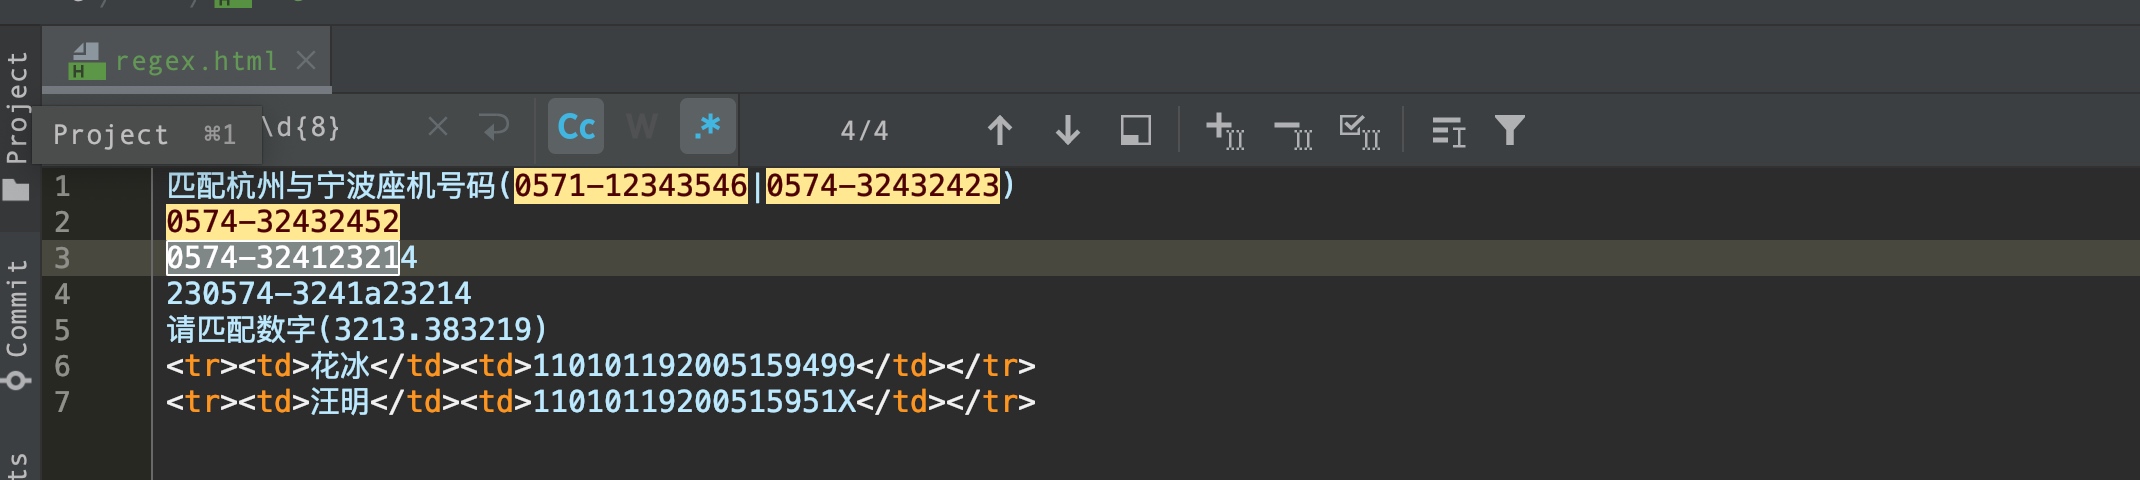 regex.html
Project
Project ⌘1
\d{8}
Cc W .*
4/4
1 匹配杭州与宁波座机号码(0571-12343546|0574-32432423)
2 0574-32432452
3 0574-324123214
4 230574-3241a23214
5 请匹配数字(3213.383219)
6 <tr><td>花冰</td><td>110101192005159499</td></tr>
7 <tr><td>汪明</td><td>11010119200515951X</td></tr>
Commit